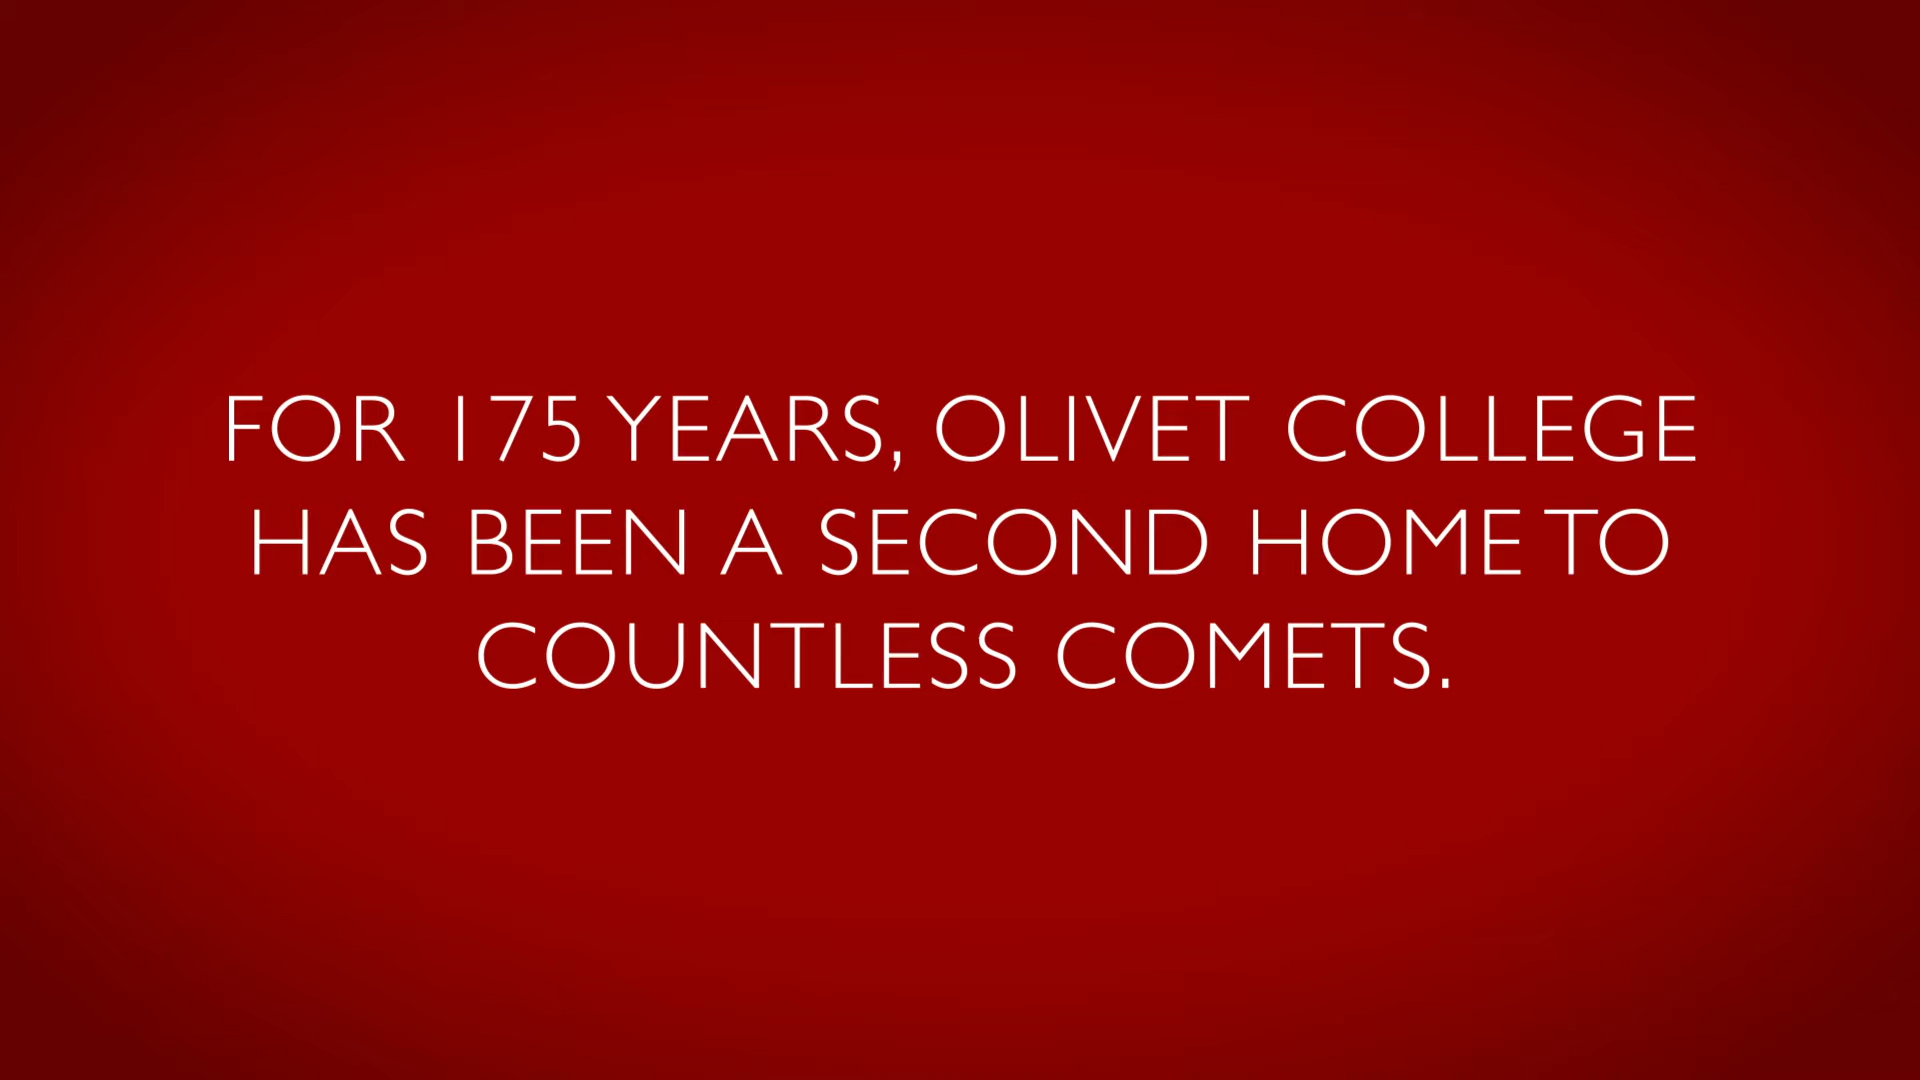 FOR 175 YEARS, OLIVET COLLEGE
HAS BEEN A SECOND HOME TO
COUNTLESS COMETS.